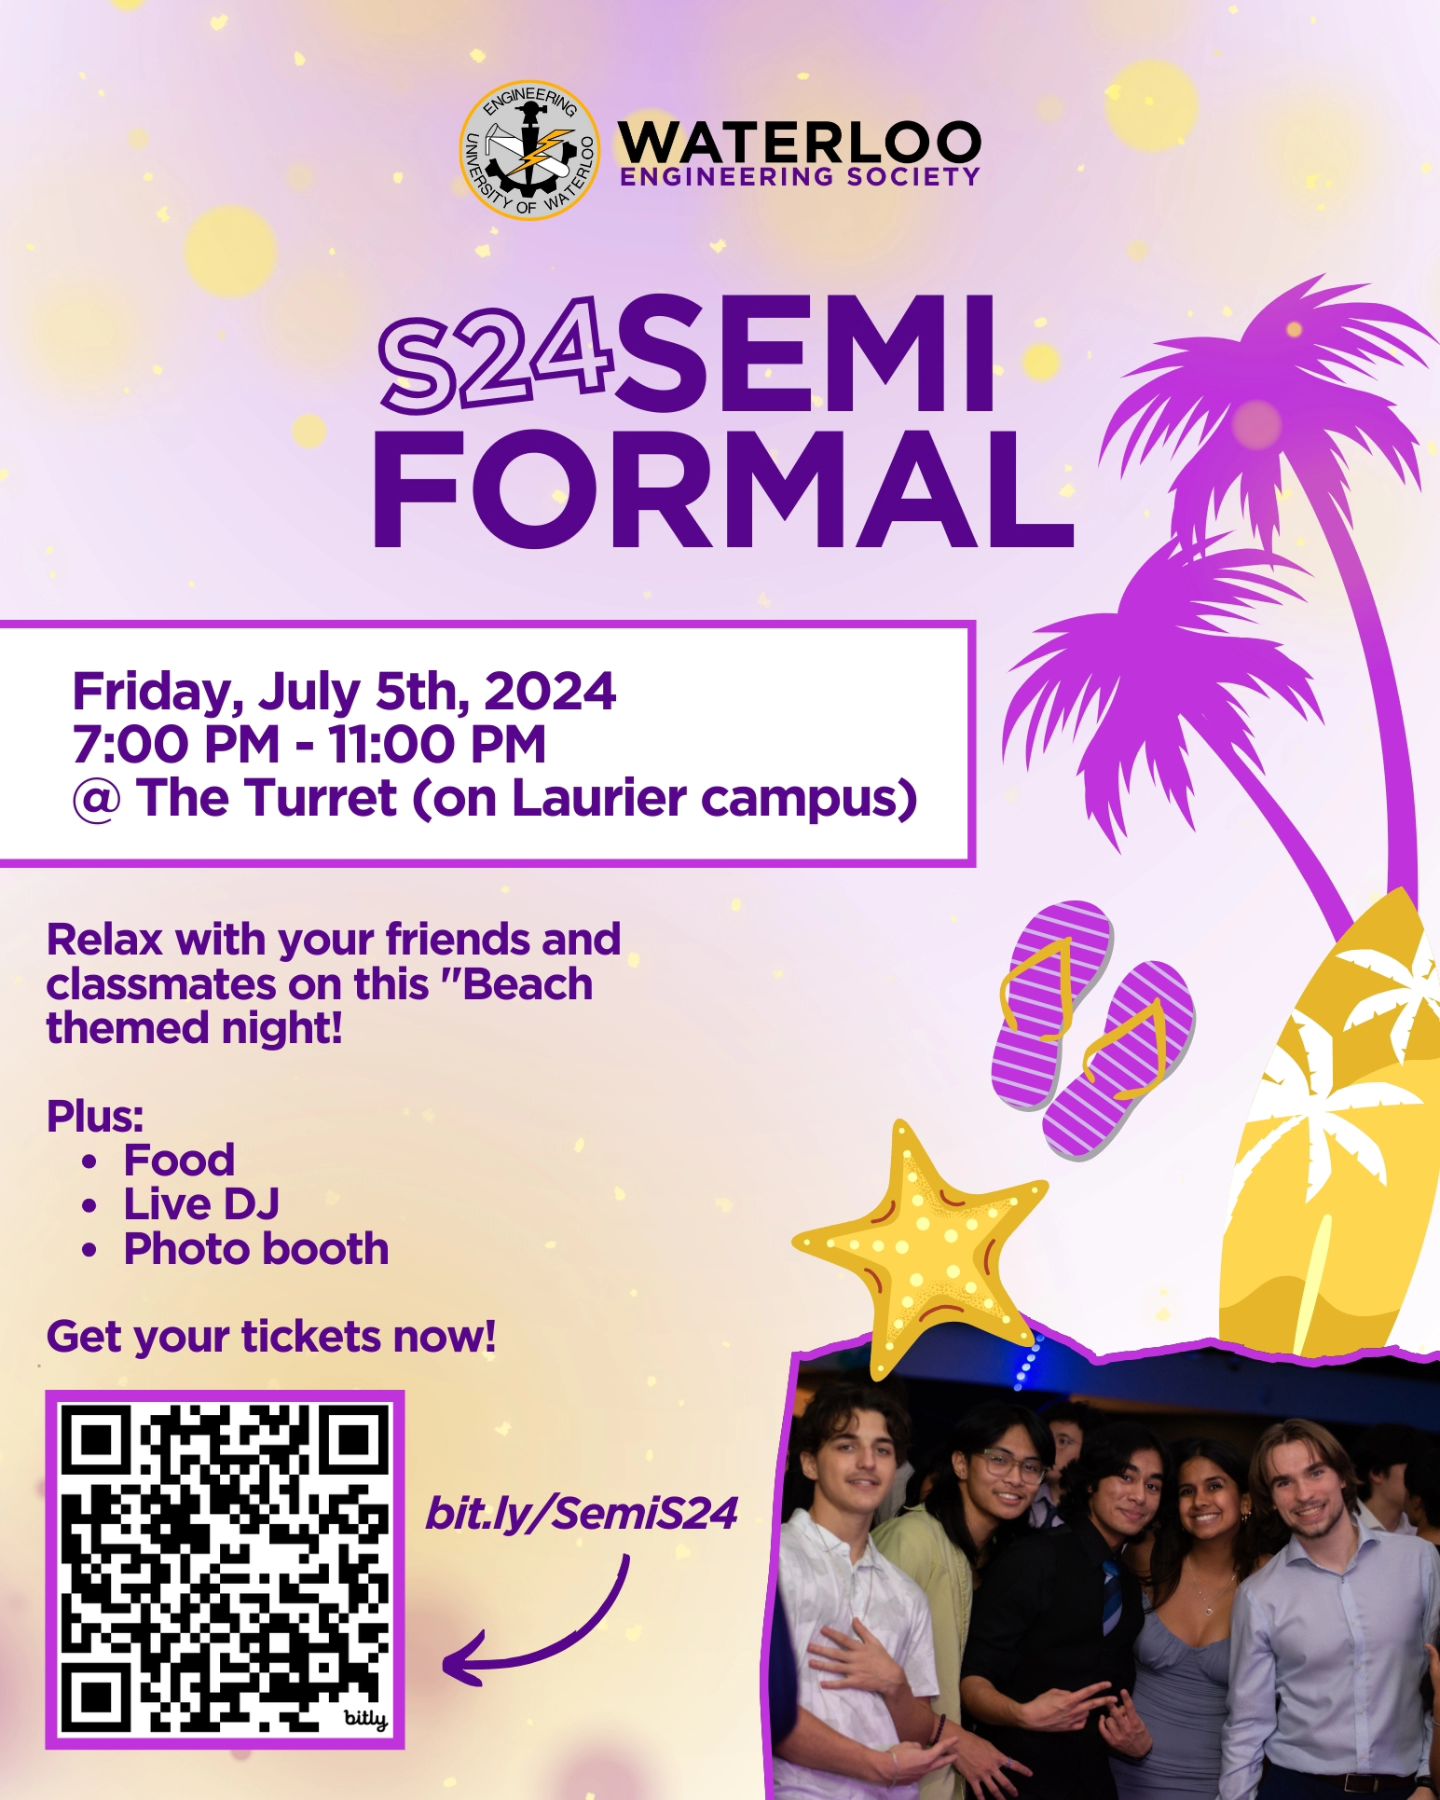 ENGINEERING
UNIVERSITY OF WATERLOO
WATERLOO
ENGINEERING SOCIETY
S24 SEMI
FORMAL
Friday, July 5th, 2024
7:00 PM - 11:00 PM
@ The Turret (on Laurier campus)
Relax with your friends and
classmates on this "Beach
themed night!
Plus:
• Food
• Live DJ
• Photo booth
Get your tickets now!
bit.ly/SemiS24
bitly